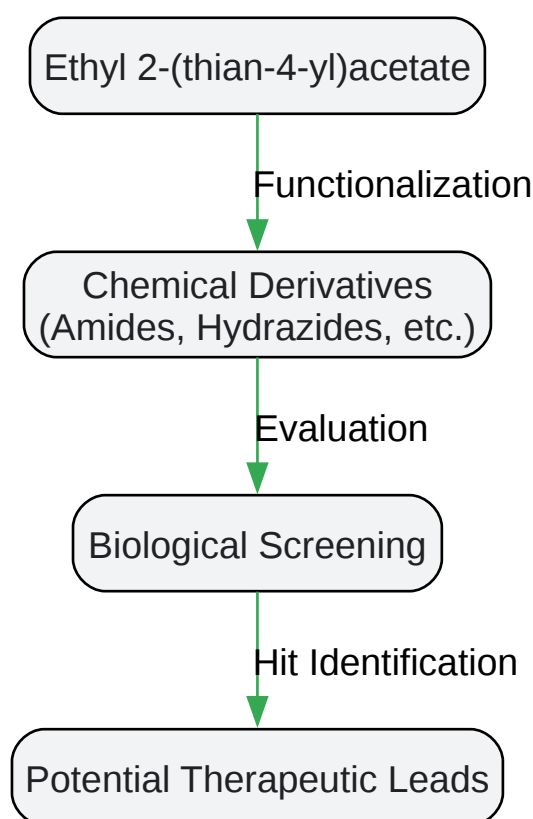 Ethyl 2-(thian-4-yl)acetate
Functionalization
Chemical Derivatives
(Amides, Hydrazides, etc.)
Evaluation
Biological Screening
Hit Identification
Potential Therapeutic Leads